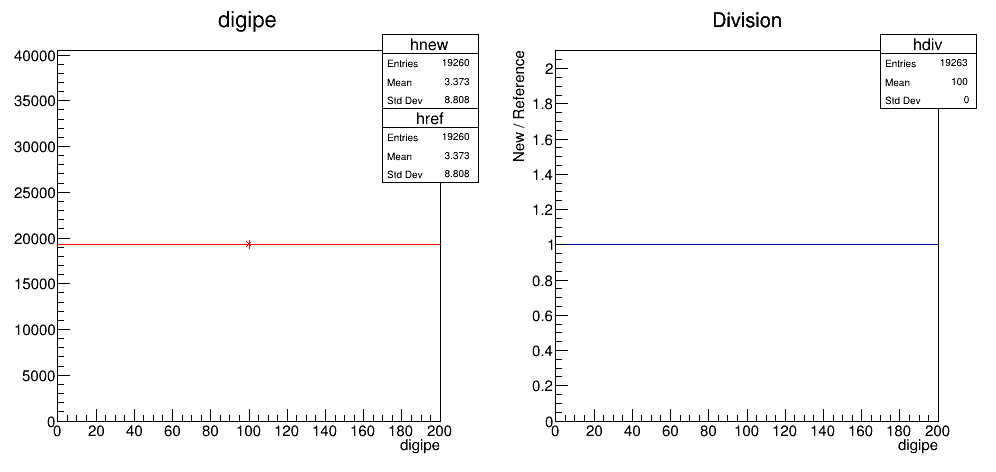 digipe
hnew
Entries 19260
Mean 3.373
Std Dev 8.808
href
Entries 19260
Mean 3.373
Std Dev 8.808
40000
35000
30000
25000
20000
15000
10000
5000
0
0 20 40 60 80 100 120 140 160 180 200
digipe
Division
hdiv
Entries 19263
Mean 100
Std Dev 0
New / Reference
2
1.8
1.6
1.4
1.2
1
0.8
0.6
0.4
0.2
0
0 20 40 60 80 100 120 140 160 180 200
digipe